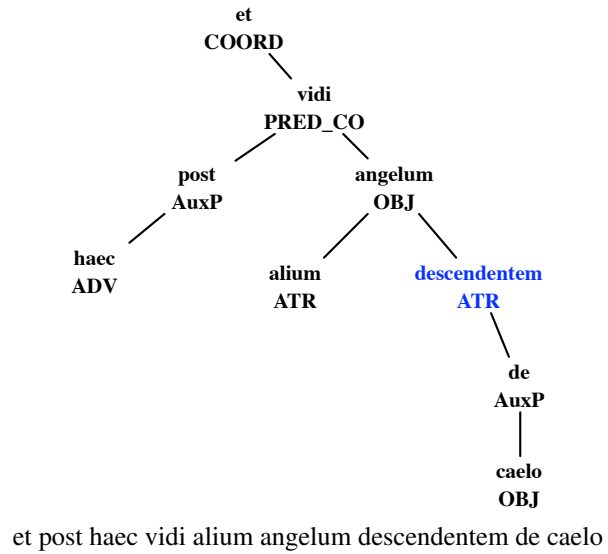 et
COORD
vidi
PRED_CO
post
AuxP
angelum
OBJ
haec
ADV
alium
ATR
descendentem
ATR
de
AuxP
caelo
OBJ
et post haec vidi alium angelum descendentem de caelo